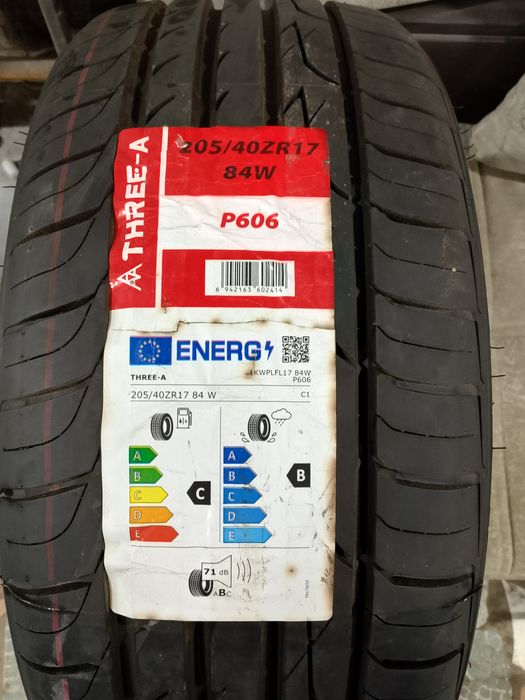 THREE-A
205/40ZR17
84W
P606
6 942163 602414
ENERG
THREE-A
1KWPLFL17 84W
P606
205/40ZR17 84 W
C1
A
B
C
D
E
C
A
B
C
D
E
B
71 dB
ABC